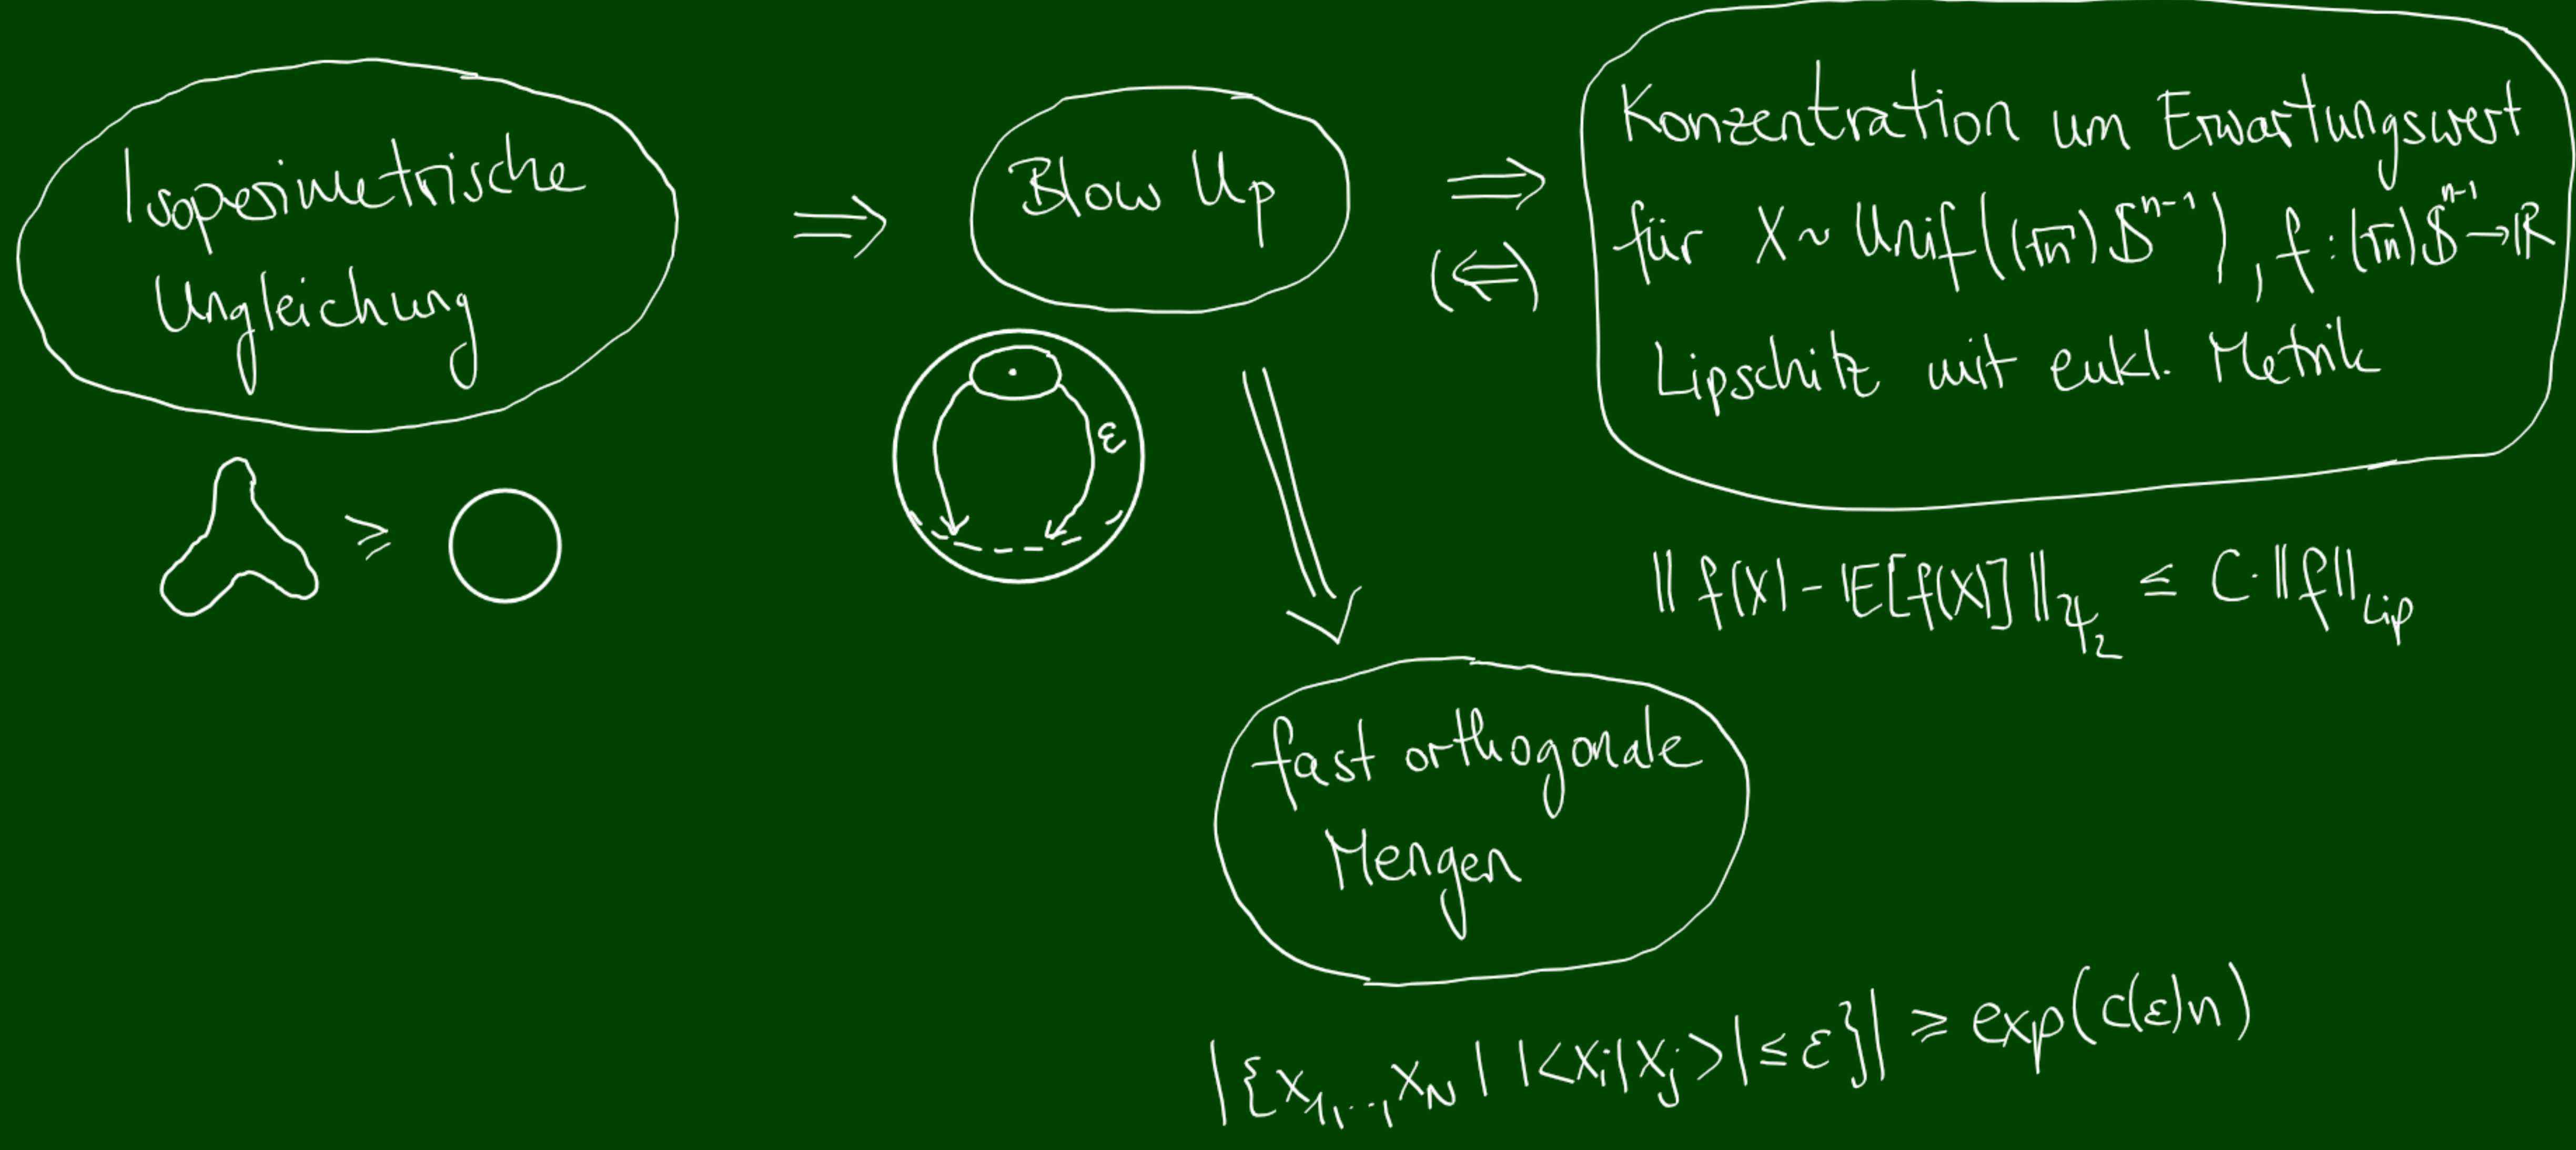 Isoperimetrische
Ungleichung
⇒
Blow Up
⇒
(⇐)
Konzentration um Erwartungswert
für X ~ Unif((√n) S^{n-1}), f: (√n) S^{n-1} → ℝ
Lipschitz mit eukl. Metrik
≥
ε
‖f(X) - 𝔼[f(X)]‖_{ψ_2} ≤ C·‖f‖_{Lip}
fast orthogonale
Mengen
|{x_1,...,x_N | |<x_i|x_j>| ≤ ε}| ≥ exp(c(ε)n)